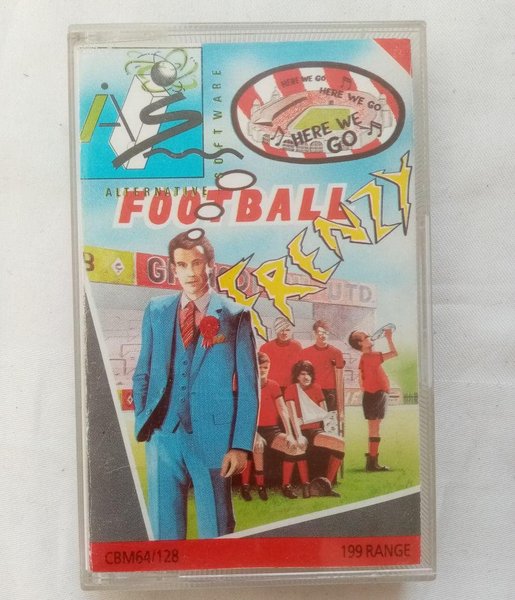 HERE WE GO
HERE WE GO
HERE WE
GO
ALTERNATIVE SOFTWARE
FOOTBALL
FRENZY
UTD.
CBM64/128
199 RANGE